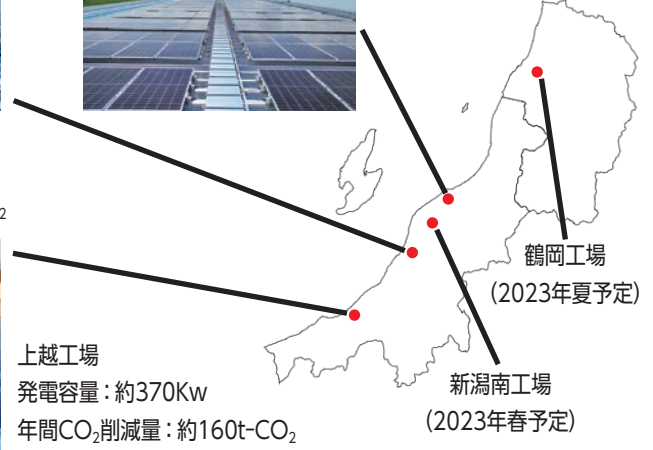 2
鶴岡工場
(2023年夏予定)
上越工場
発電容量：約370Kw
年間CO₂削減量：約160t-CO₂
新潟南工場
(2023年春予定)